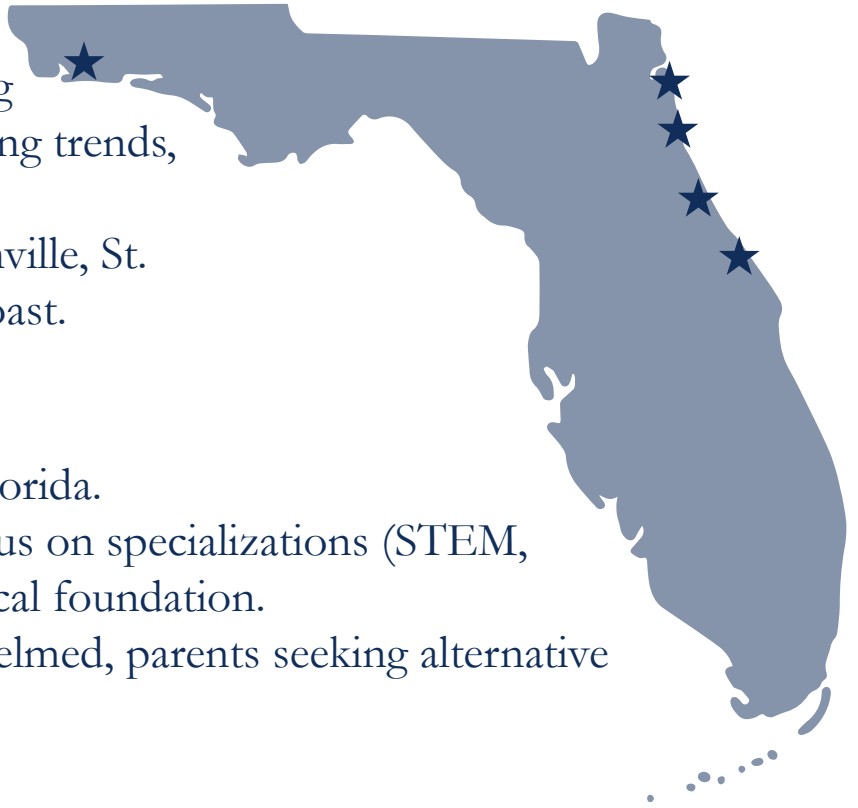 g
ng trends,
ville, St.
oast.
orida.
us on specializations (STEM,
cal foundation.
elmed, parents seeking alternative